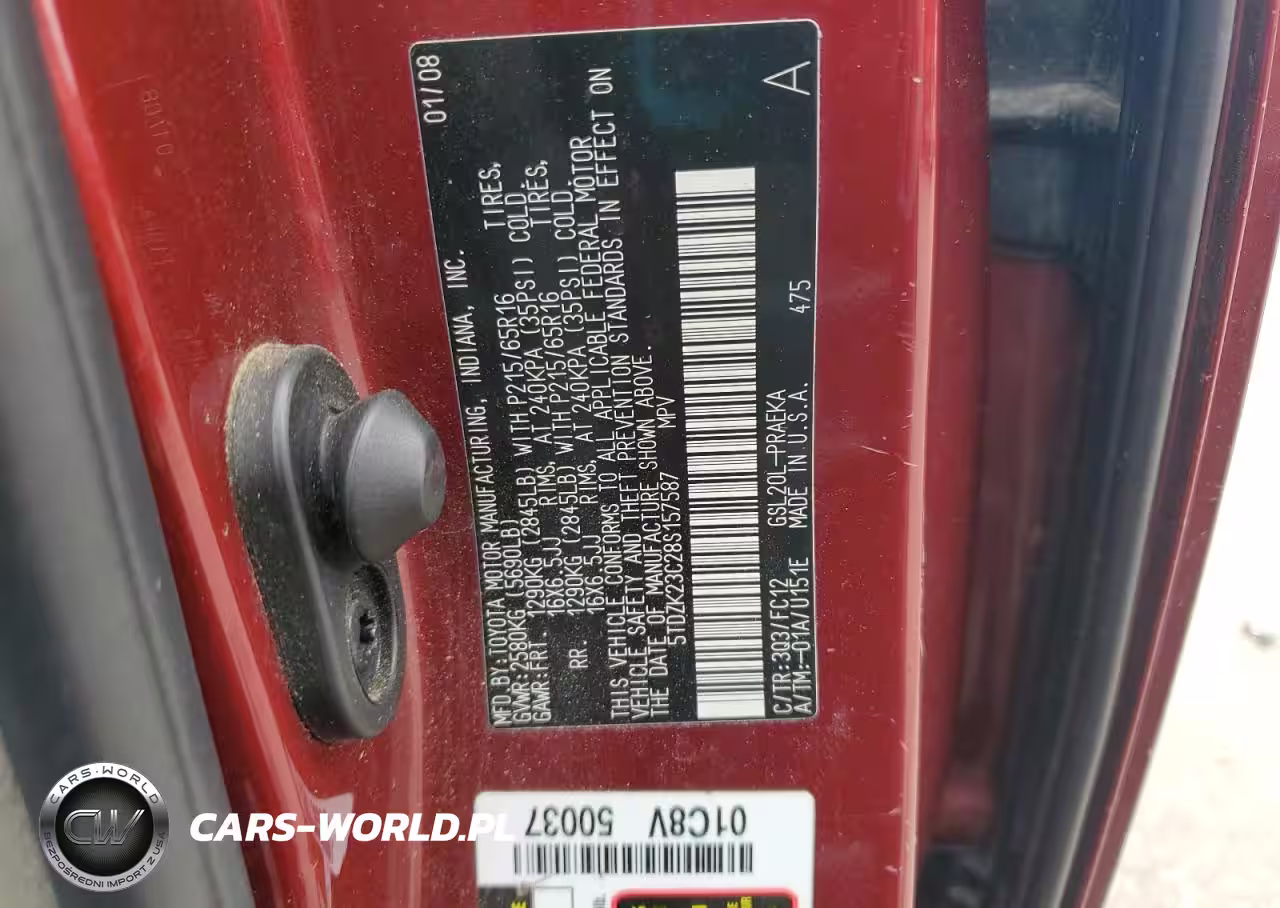 MFD.BY:TOYOTA MOTOR MANUFACTURING, INDIANA, INC. 01/08
GVWR:2580KG (5690LB)
GAWR:FRT. 1290KG (2845LB) WITH P215/65R16 TIRES,
16X6.5JJ RIMS, AT 240KPA (35PSI) COLD
RR. 1290KG (2845LB) WITH P215/65R16 TIRES,
16X6.5JJ RIMS, AT 240KPA (35PSI) COLD.
THIS VEHICLE CONFORMS TO ALL APPLICABLE FEDERAL MOTOR
VEHICLE SAFETY AND THEFT PREVENTION STANDARDS IN EFFECT ON
THE DATE OF MANUFACTURE SHOWN ABOVE.
5TDZK23C28S157587 MPV
C/TR:3Q3/FC12 GSL20L-PRAEKA
A/TM:-01A/U151E MADE IN U.S.A. 475 A
01C8V
50037
CARS-WORLD
CW
BEZPOŚREDNI IMPORT Z USA
CARS-WORLD.PL